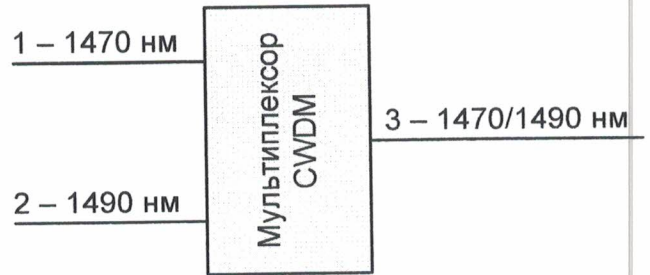 1 – 1470 нм
2 – 1490 нм
Мультиплексор
CWDM
3 – 1470/1490 нм